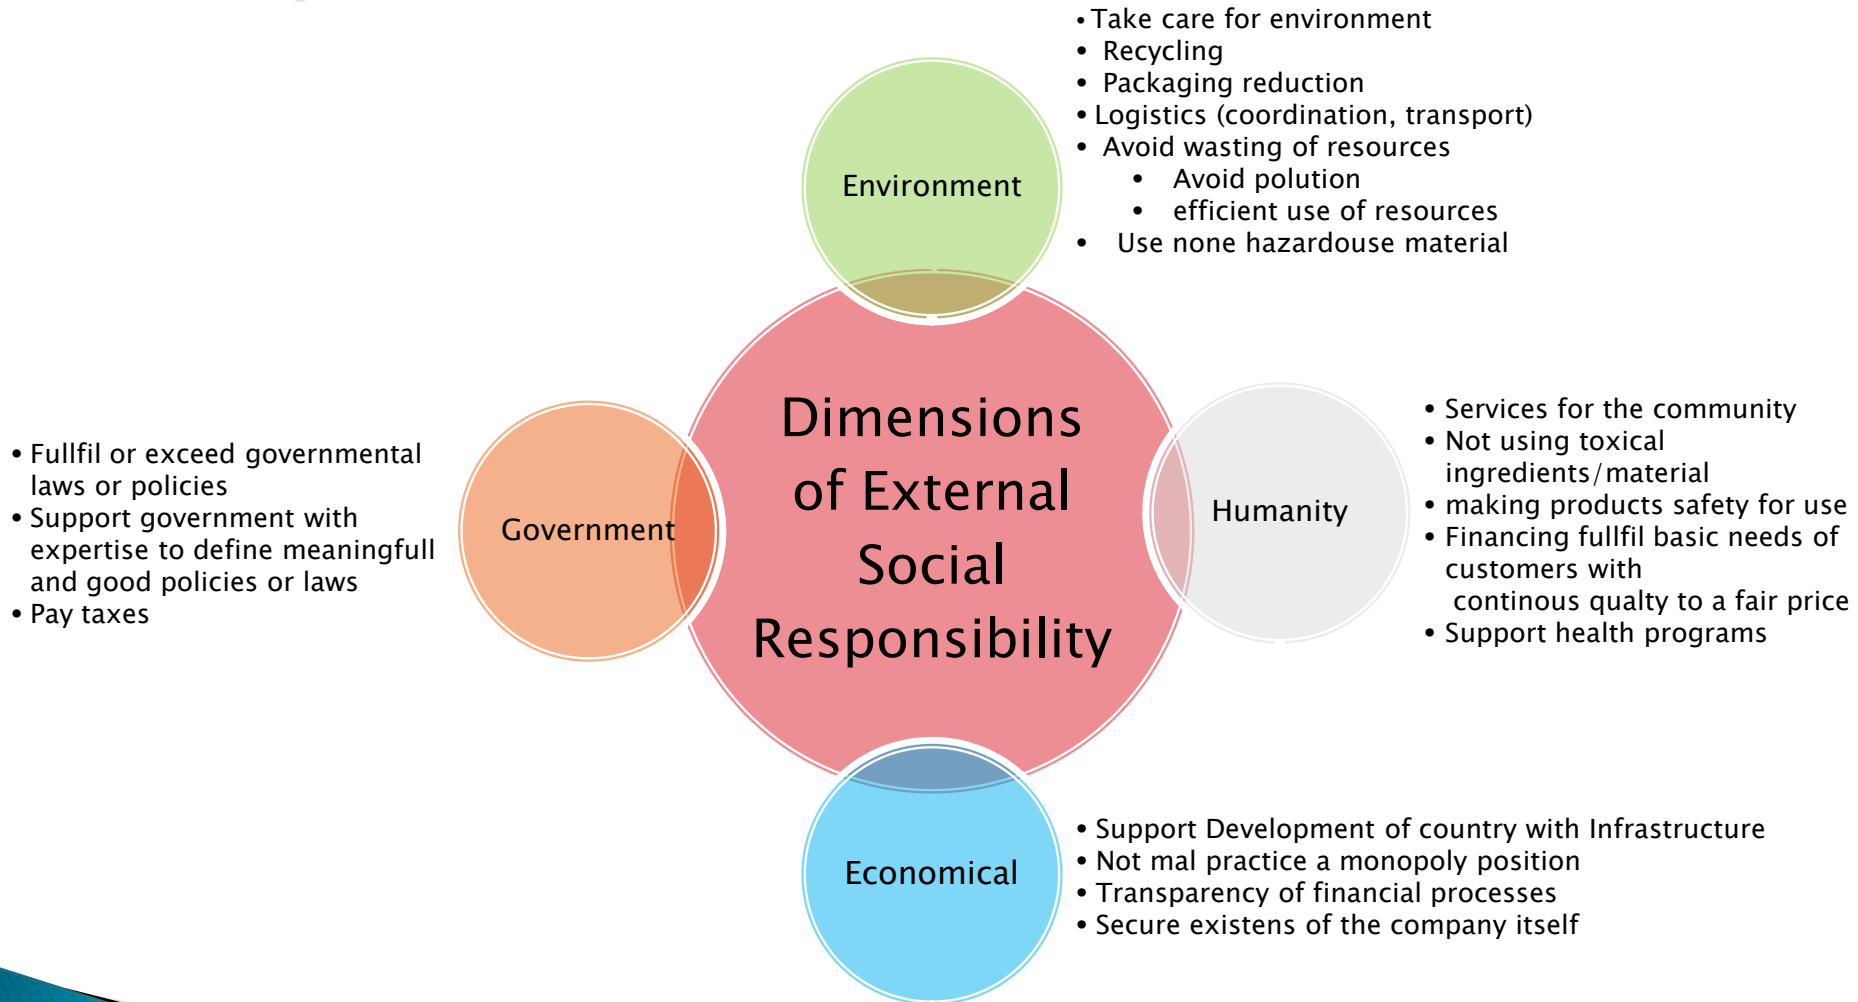 • Take care for environment
• Recycling
• Packaging reduction
• Logistics (coordination, transport)
• Avoid wasting of resources
• Avoid polution
• efficient use of resources
• Use none hazardouse material
Environment
Dimensions
of External
Social
Responsibility
Government
• Fullfil or exceed governmental
laws or policies
• Support government with
expertise to define meaningfull
and good policies or laws
• Pay taxes
Humanity
• Services for the community
• Not using toxical
ingredients/material
• making products safety for use
• Financing fullfil basic needs of
customers with
continous qualty to a fair price
• Support health programs
Economical
• Support Development of country with Infrastructure
• Not mal practice a monopoly position
• Transparency of financial processes
• Secure existens of the company itself